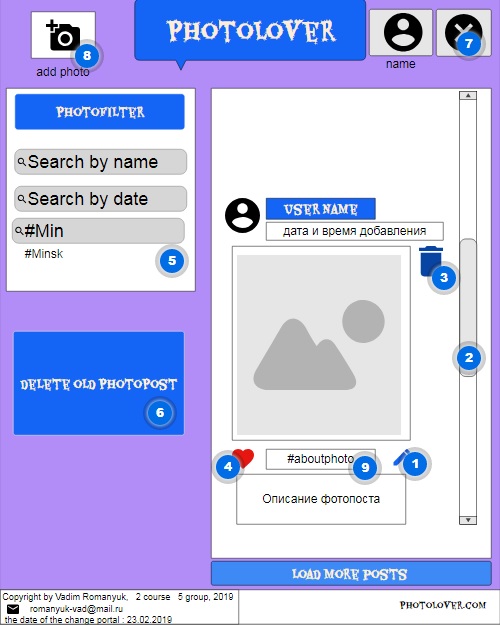 PHOTOLOVER
7
8
add photo
name
PHOTOFILTER
Search by name
Search by date
#Min
#Minsk
5
USER NAME
дата и время добавления
3
2
DELETE OLD PHOTOPOST
6
4
#aboutphoto
9
1
Описание фотопоста
LOAD MORE POSTS
Copyright by Vadim Romanyuk, 2 course 5 group, 2019
romanyuk-vad@mail.ru
the date of the change portal : 23.02.2019
PHOTOLOVER.COM